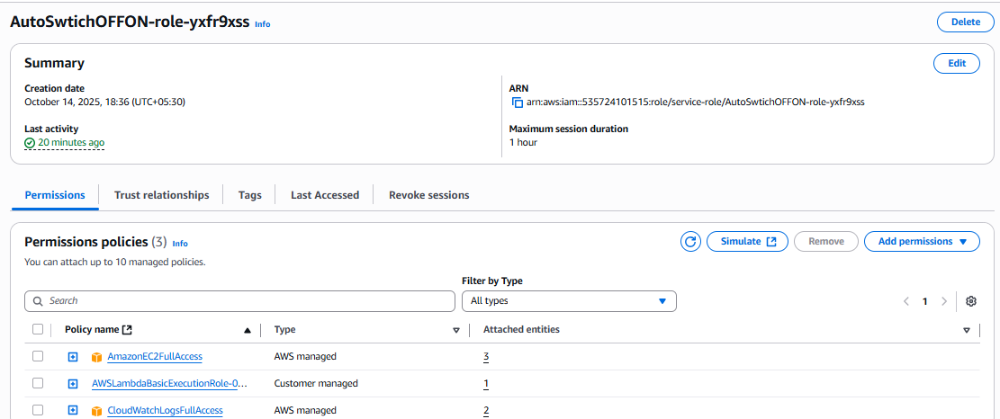 AutoSwtichOFFON-role-yxfr9xss Info
Delete
Summary
Edit
Creation date
October 14, 2025, 18:36 (UTC+05:30)
ARN
arn:aws:iam::535724101515:role/service-role/AutoSwtichOFFON-role-yxfr9xss
Last activity
20 minutes ago
Maximum session duration
1 hour
Permissions Trust relationships Tags Last Accessed Revoke sessions
Permissions policies (3) Info
Simulate Remove Add permissions
You can attach up to 10 managed policies.
Filter by Type
Search All types 1
Policy name Type Attached entities
AmazonEC2FullAccess AWS managed 3
AWSLambdaBasicExecutionRole-0... Customer managed 1
CloudWatchLogsFullAccess AWS managed 2